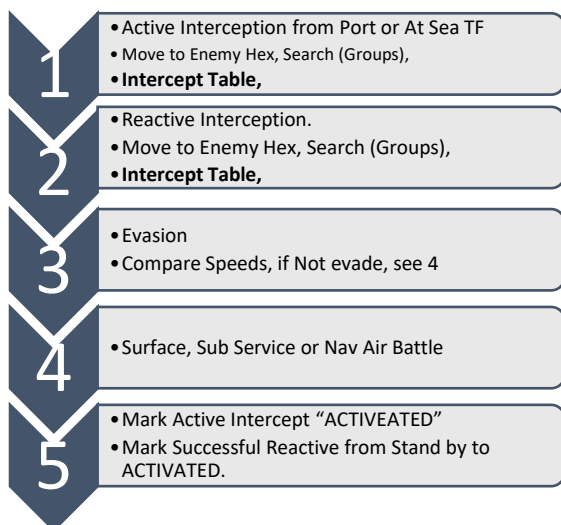 1
•Active Interception from Port or At Sea TF
•Move to Enemy Hex, Search (Groups),
•Intercept Table,
2
•Reactive Interception.
•Move to Enemy Hex, Search (Groups),
•Intercept Table,
3
•Evasion
•Compare Speeds, if Not evade, see 4
4
•Surface, Sub Service or Nav Air Battle
5
•Mark Active Intercept “ACTIVEATED”
•Mark Successful Reactive from Stand by to
ACTIVATED.